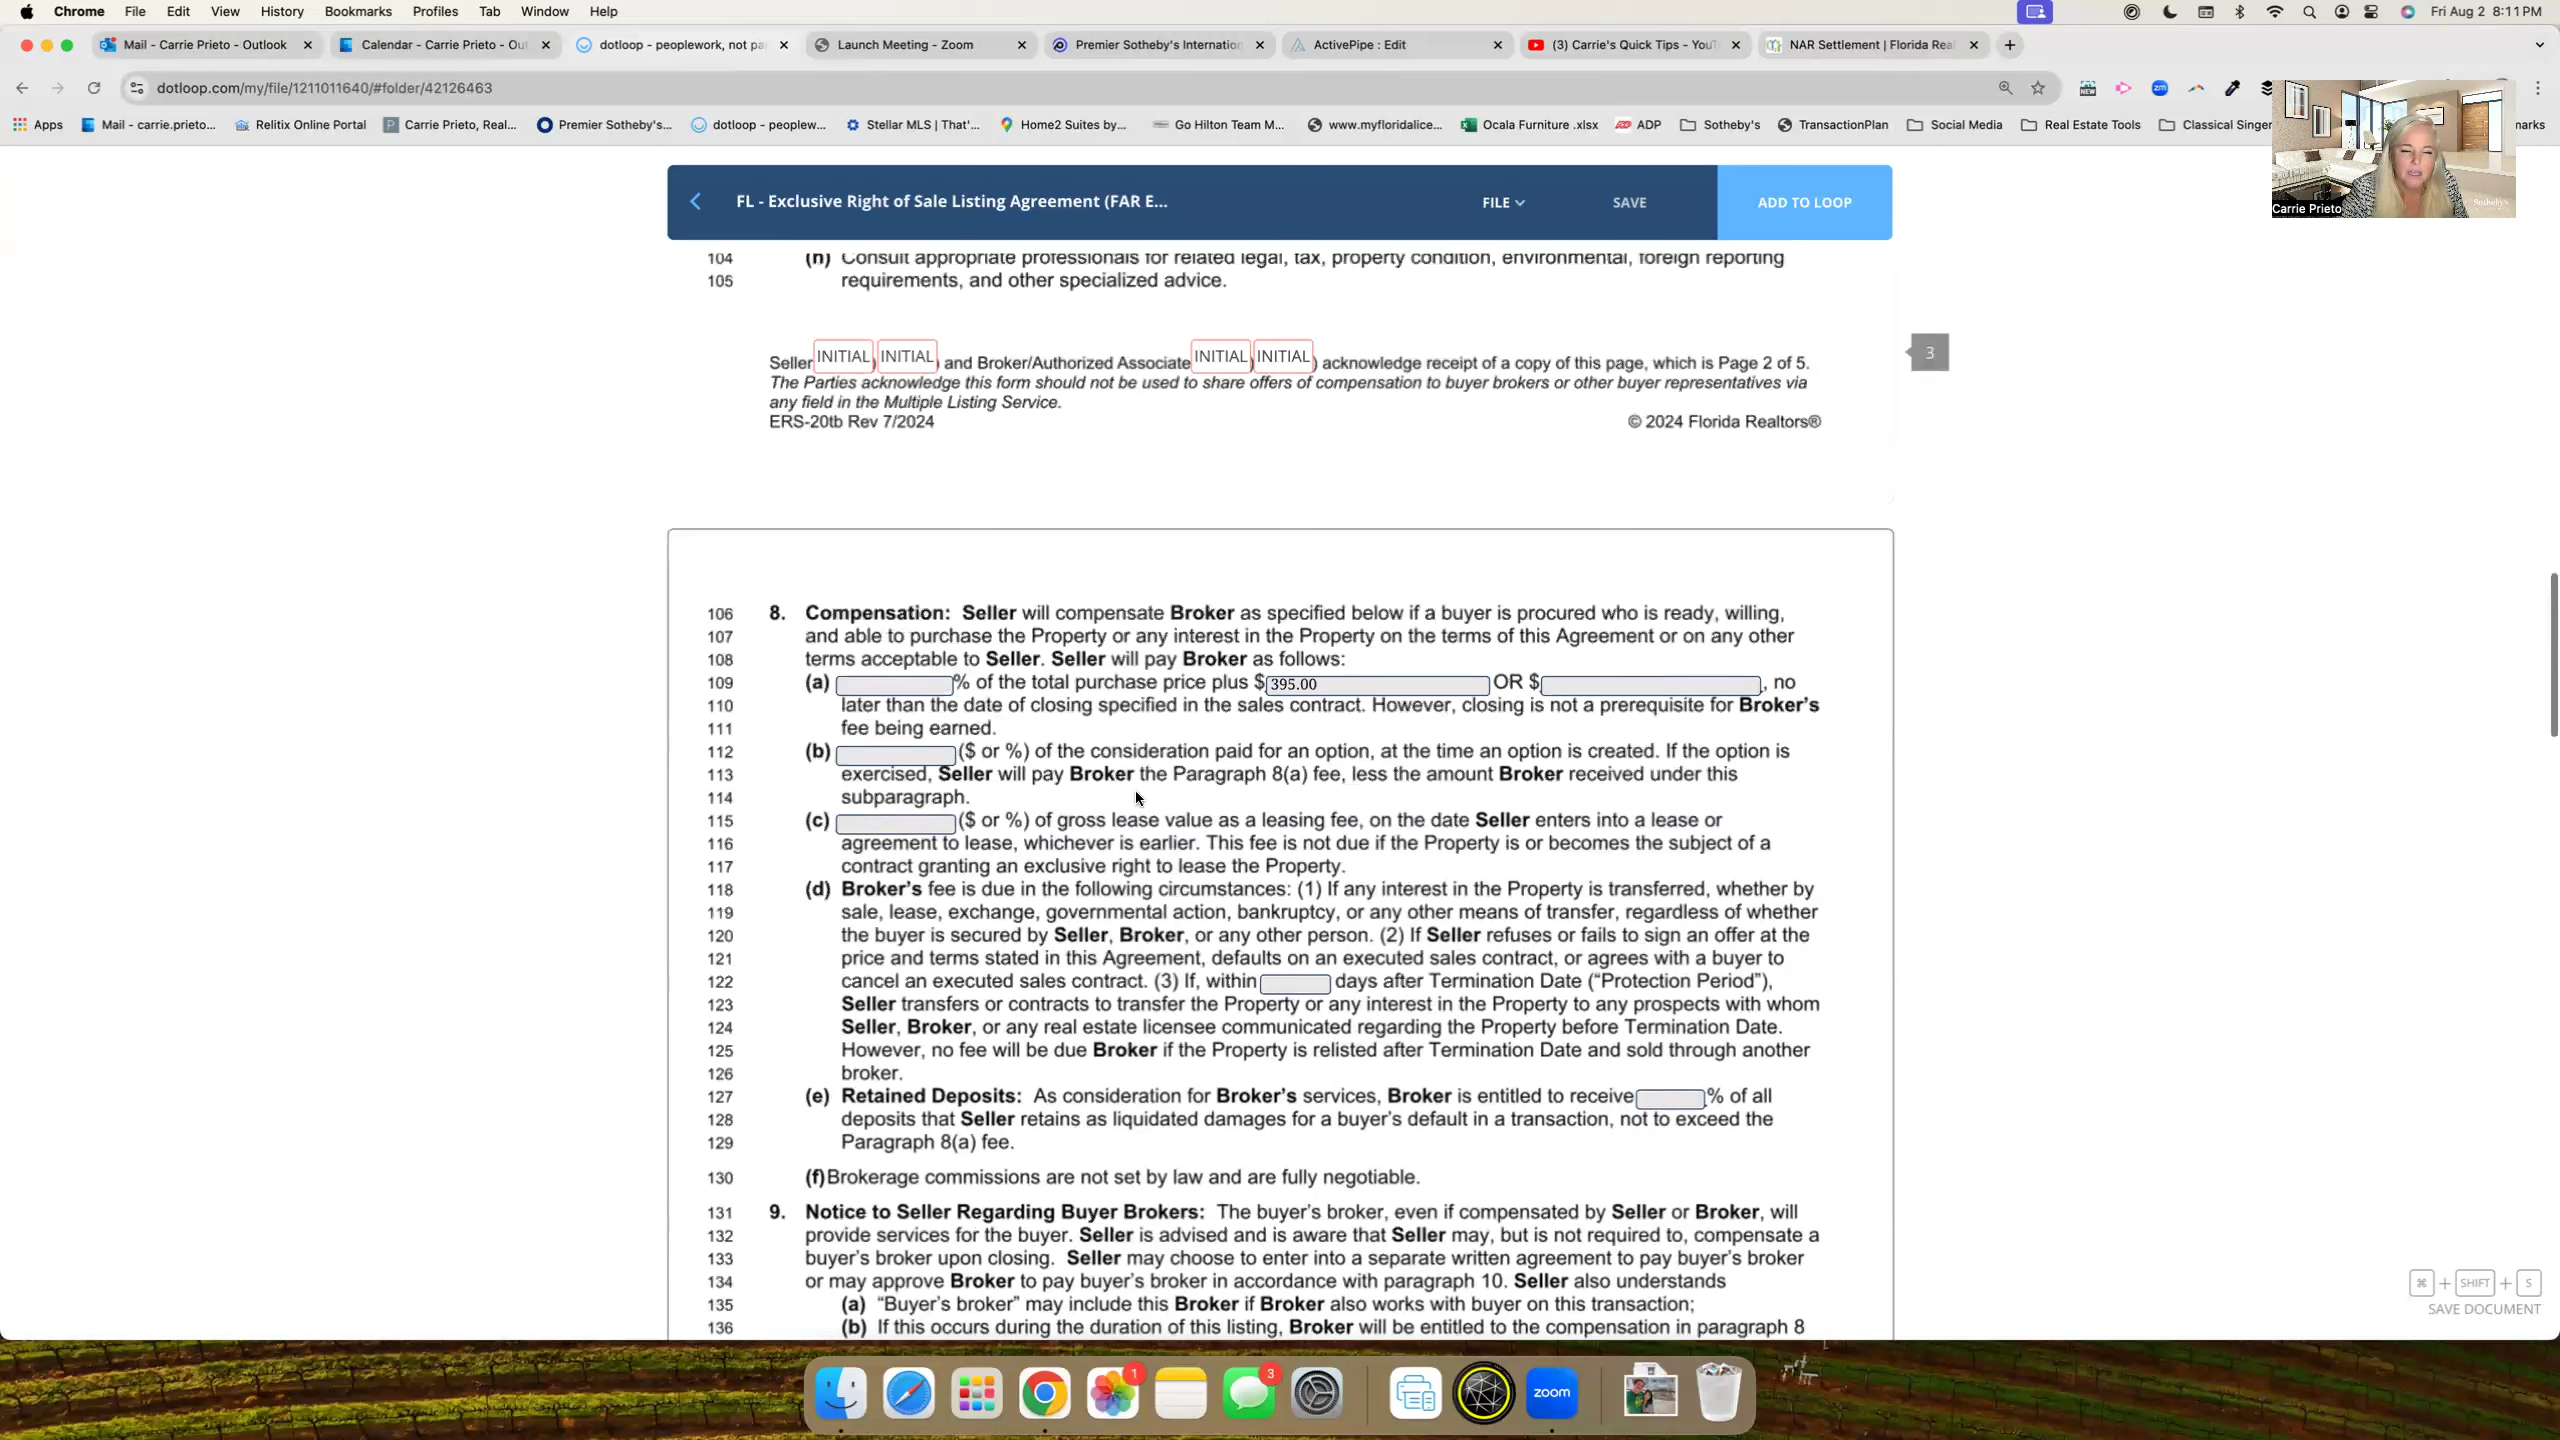 Chrome File Edit View History Bookmarks Profiles Tab Window Help Fri Aug 2 8:11 PM
Mail - Carrie Prieto - Outlook Calendar - Carrie Prieto - Ou dotloop - peoplework, not pa Launch Meeting - Zoom Premier Sotheby's Internation ActivePipe : Edit (3) Carrie's Quick Tips - YouT NAR Settlement | Florida Rea
dotloop.com/my/file/1211011640/#folder/42126463
Apps Mail - carrie.prieto... Relitix Online Portal Carrie Prieto, Real... Premier Sotheby's... dotloop - peoplew... Stellar MLS | That'... Home2 Suites by... Go Hilton Team M... www.myfloridalice... Ocala Furniture .xlsx ADP Sotheby's TransactionPlan Social Media Real Estate Tools Classical Singer marks
Carrie Prieto
FL - Exclusive Right of Sale Listing Agreement (FAR E... FILE SAVE ADD TO LOOP
104 (h) Consult appropriate professionals for related legal, tax, property condition, environmental, foreign reporting
105 requirements, and other specialized advice.
Seller INITIAL INITIAL and Broker/Authorized Associate INITIAL INITIAL ) acknowledge receipt of a copy of this page, which is Page 2 of 5.
3
The Parties acknowledge this form should not be used to share offers of compensation to buyer brokers or other buyer representatives via
any field in the Multiple Listing Service.
ERS-20tb Rev 7/2024 © 2024 Florida Realtors®
106 8. Compensation: Seller will compensate Broker as specified below if a buyer is procured who is ready, willing,
107 and able to purchase the Property or any interest in the Property on the terms of this Agreement or on any other
108 terms acceptable to Seller. Seller will pay Broker as follows:
109 (a) % of the total purchase price plus $ 395.00 OR $ , no
110 later than the date of closing specified in the sales contract. However, closing is not a prerequisite for Broker's
111 fee being earned.
112 (b) ($ or %) of the consideration paid for an option, at the time an option is created. If the option is
113 exercised, Seller will pay Broker the Paragraph 8(a) fee, less the amount Broker received under this
114 subparagraph.
115 (c) ($ or %) of gross lease value as a leasing fee, on the date Seller enters into a lease or
116 agreement to lease, whichever is earlier. This fee is not due if the Property is or becomes the subject of a
117 contract granting an exclusive right to lease the Property.
118 (d) Broker's fee is due in the following circumstances: (1) If any interest in the Property is transferred, whether by
119 sale, lease, exchange, governmental action, bankruptcy, or any other means of transfer, regardless of whether
120 the buyer is secured by Seller, Broker, or any other person. (2) If Seller refuses or fails to sign an offer at the
121 price and terms stated in this Agreement, defaults on an executed sales contract, or agrees with a buyer to
122 cancel an executed sales contract. (3) If, within days after Termination Date (“Protection Period”),
123 Seller transfers or contracts to transfer the Property or any interest in the Property to any prospects with whom
124 Seller, Broker, or any real estate licensee communicated regarding the Property before Termination Date.
125 However, no fee will be due Broker if the Property is relisted after Termination Date and sold through another
126 broker.
127 (e) Retained Deposits: As consideration for Broker's services, Broker is entitled to receive % of all
128 deposits that Seller retains as liquidated damages for a buyer's default in a transaction, not to exceed the
129 Paragraph 8(a) fee.
130 (f)Brokerage commissions are not set by law and are fully negotiable.
131 9. Notice to Seller Regarding Buyer Brokers: The buyer's broker, even if compensated by Seller or Broker, will
132 provide services for the buyer. Seller is advised and is aware that Seller may, but is not required to, compensate a
133 buyer's broker upon closing. Seller may choose to enter into a separate written agreement to pay buyer's broker
134 or may approve Broker to pay buyer's broker in accordance with paragraph 10. Seller also understands
135 (a) “Buyer's broker” may include this Broker if Broker also works with buyer on this transaction;
136 (b) If this occurs during the duration of this listing, Broker will be entitled to the compensation in paragraph 8
⌘ + SHIFT + S
SAVE DOCUMENT
1 3
zoom